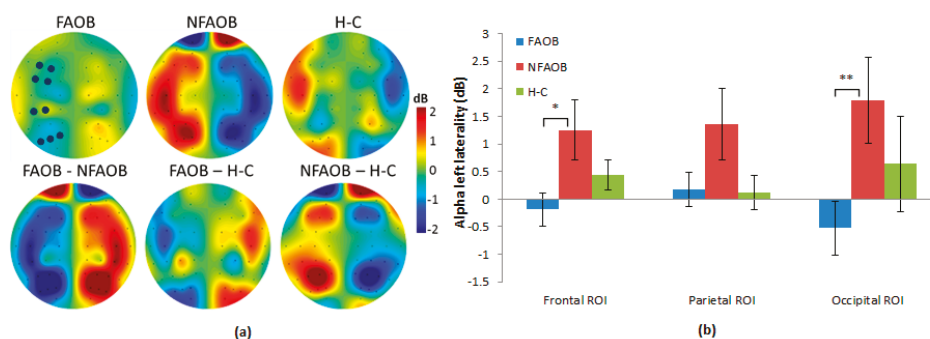 FAOB NFAOB H-C
dB
2
1
0
-1
-2
FAOB - NFAOB FAOB – H-C NFAOB – H-C
(a)
Alpha left laterality (dB)
3
2.5
2
1.5
1
0.5
0
-0.5
-1
-1.5
FAOB
NFAOB
H-C
*
**
Frontal ROI Parietal ROI Occipital ROI
(b)